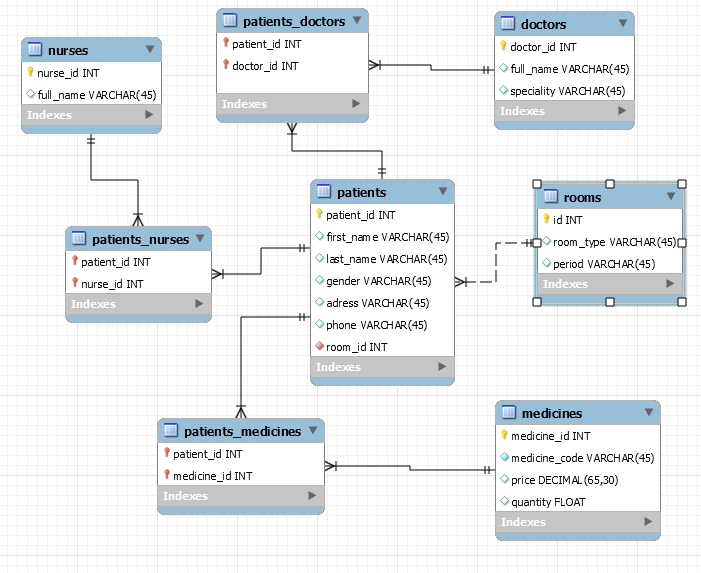 patients_doctors
patient_id INT
doctor_id INT
Indexes
doctors
doctor_id INT
full_name VARCHAR(45)
speciality VARCHAR(45)
Indexes
nurses
nurse_id INT
full_name VARCHAR(45)
Indexes
patients
patient_id INT
first_name VARCHAR(45)
last_name VARCHAR(45)
gender VARCHAR(45)
adress VARCHAR(45)
phone VARCHAR(45)
room_id INT
Indexes
rooms
id INT
room_type VARCHAR(45)
period VARCHAR(45)
Indexes
patients_nurses
patient_id INT
nurse_id INT
Indexes
patients_medicines
patient_id INT
medicine_id INT
Indexes
medicines
medicine_id INT
medicine_code VARCHAR(45)
price DECIMAL(65,30)
quantity FLOAT
Indexes